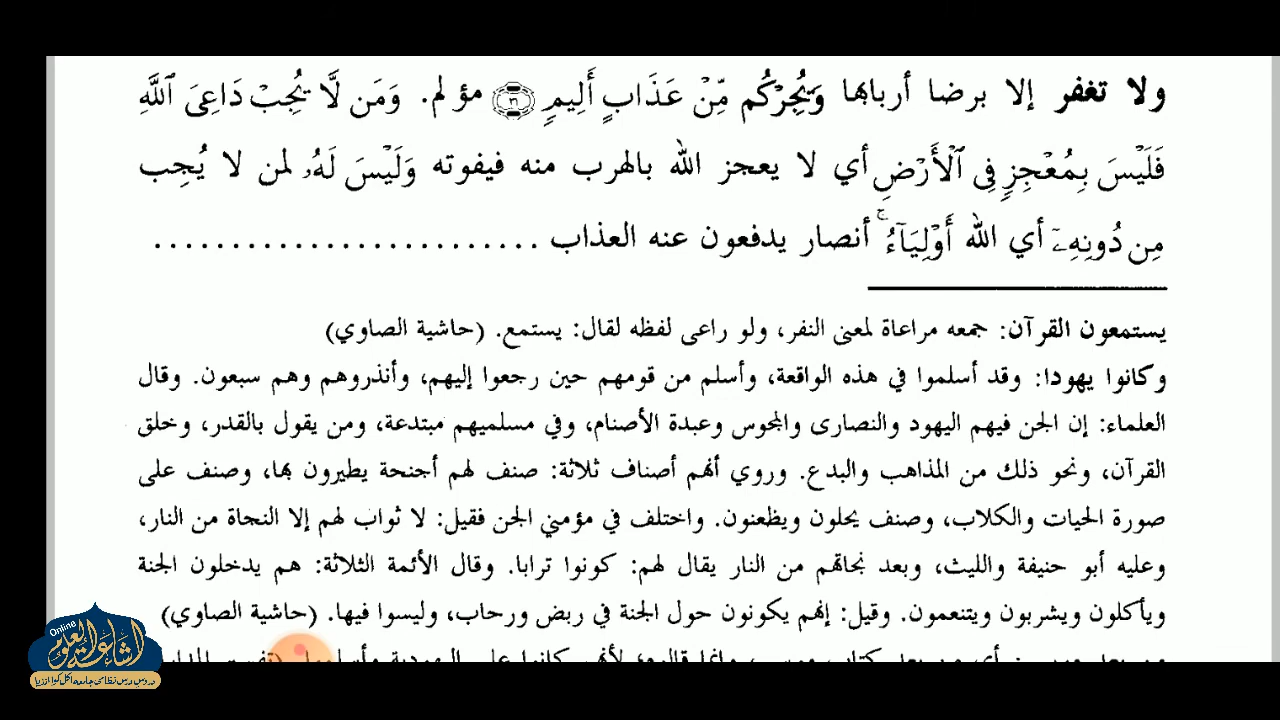 ولا تغفر إلا برضا أربابها وَيُجِرْكُم مِّنْ عَذَابٍ أَلِيمٍ ٣١ مؤلم. وَمَن لَّا يُجِبْ دَاعِىَ ٱللَّهِ
فَلَيْسَ بِمُعْجِزٍ فِى ٱلْأَرْضِ أي لا يعجز الله بالهرب منه فيفوته وَلَيْسَ لَهُۥ لمن لا يُجِب
مِن دُونِهِۦٓ أي الله أَوْلِيَآءُ ۚ أنصار يدفعون عنه العذاب .........................
يستمعون القرآن: جمعه مراعاة لمعنى النفر، ولو راعى لفظه لقال: يستمع. (حاشية الصاوي)
وكانوا يهودا: وقد أسلموا في هذه الواقعة، وأسلم من قومهم حين رجعوا إليهم، وأنذروهم وهم سبعون. وقال
العلماء: إن الجن فيهم اليهود والنصارى والمجوس وعبدة الأصنام، وفي مسلميهم مبتدعة، ومن يقول بالقدر، وخلق
القرآن، ونحو ذلك من المذاهب والبدع. وروي أنهم أصناف ثلاثة: صنف لهم أجنحة يطيرون بها، وصنف على
صورة الحيات والكلاب، وصنف يحلون ويظعنون. واختلف في مؤمني الجن فقيل: لا ثواب لهم إلا النجاة من النار،
وعليه أبو حنيفة والليث، وبعد نجاتهم من النار يقال لهم: كونوا ترابا. وقال الأئمة الثلاثة: هم يدخلون الجنة
ويأكلون ويشربون ويتنعمون. وقيل: إنهم يكونون حول الجنة في ربض ورحاب، وليسوا فيها. (حاشية الصاوي)
Online